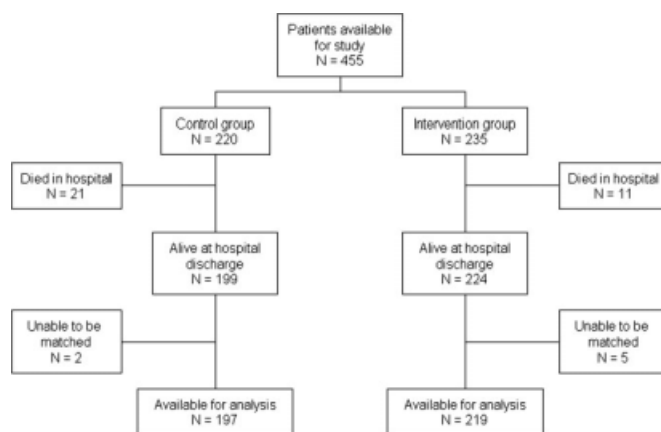 Patients available
for study
N = 455
Control group
N = 220
Intervention group
N = 235
Died in hospital
N = 21
Died in hospital
N = 11
Alive at hospital
discharge
N = 199
Alive at hospital
discharge
N = 224
Unable to be
matched
N = 2
Unable to be
matched
N = 5
Available for analysis
N = 197
Available for analysis
N = 219